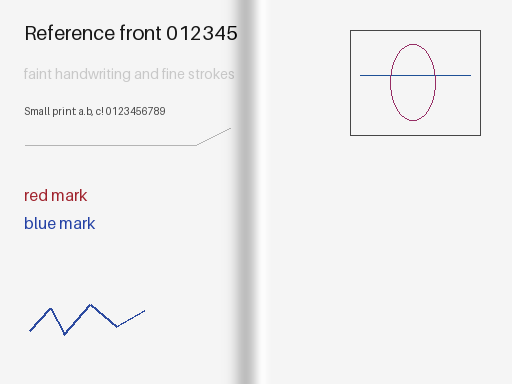 Reference front 012345
faint handwriting and fine strokes
Small print a.b, c! 0123456789
red mark
blue mark